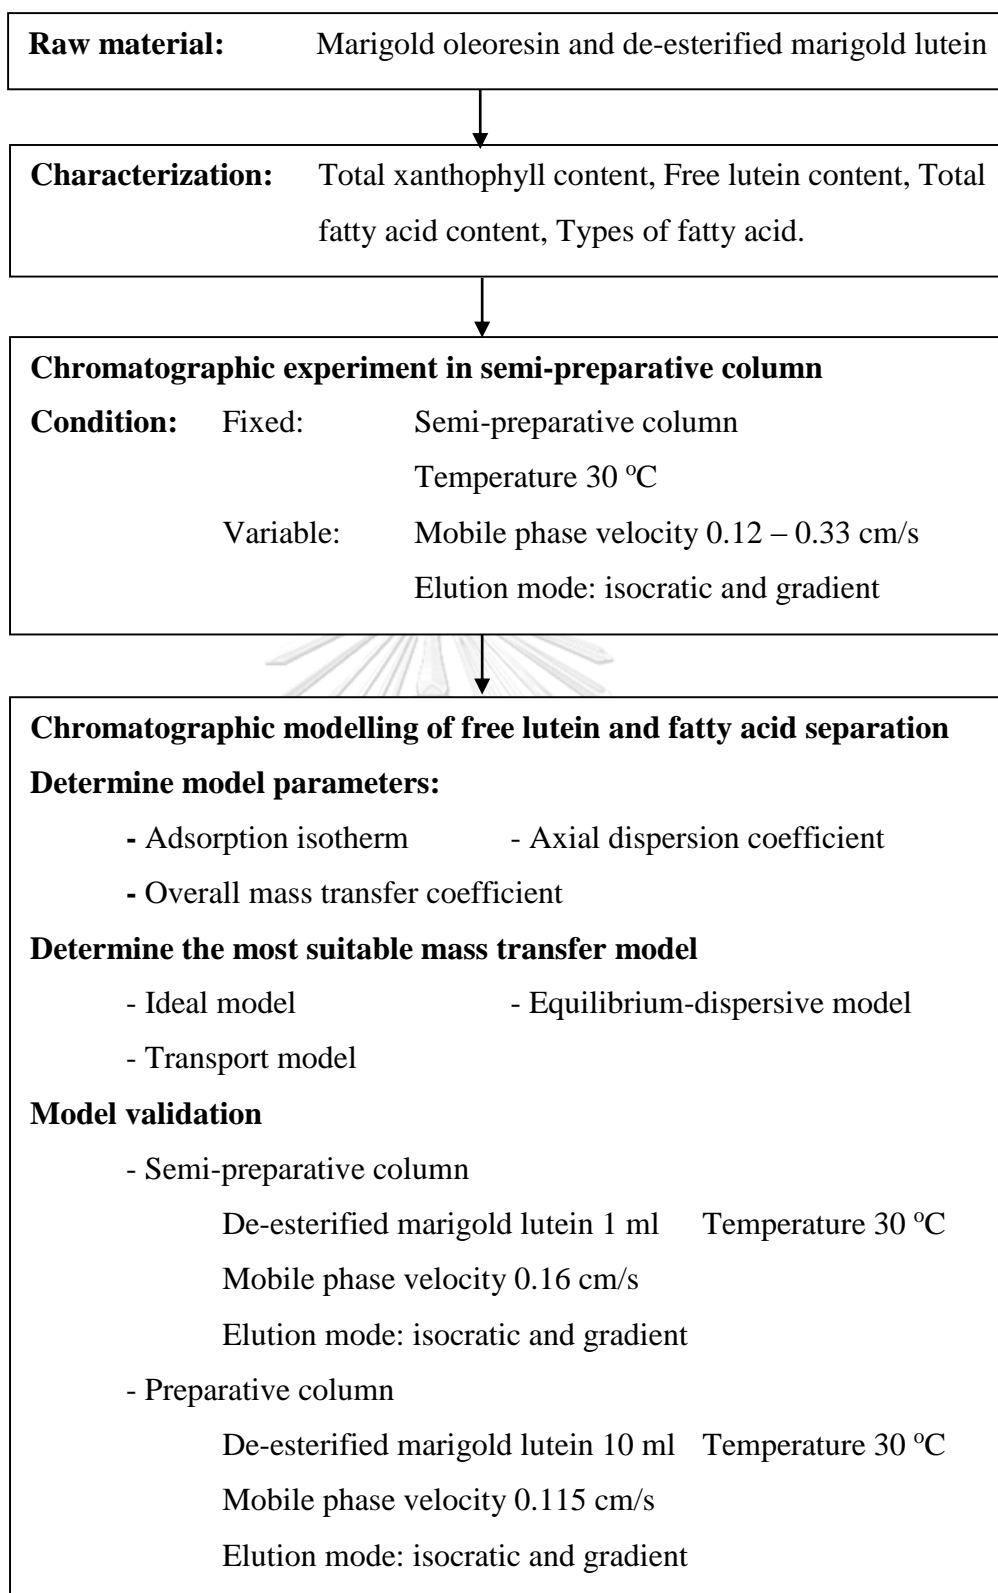 Raw material: Marigold oleoresin and de-esterified marigold lutein
Characterization: Total xanthophyll content, Free lutein content, Total
fatty acid content, Types of fatty acid.
Chromatographic experiment in semi-preparative column
Condition: Fixed: Semi-preparative column
Temperature 30 ºC
Variable: Mobile phase velocity 0.12 – 0.33 cm/s
Elution mode: isocratic and gradient
Chromatographic modelling of free lutein and fatty acid separation
Determine model parameters:
- Adsorption isotherm - Axial dispersion coefficient
- Overall mass transfer coefficient
Determine the most suitable mass transfer model
- Ideal model - Equilibrium-dispersive model
- Transport model
Model validation
- Semi-preparative column
De-esterified marigold lutein 1 ml Temperature 30 ºC
Mobile phase velocity 0.16 cm/s
Elution mode: isocratic and gradient
- Preparative column
De-esterified marigold lutein 10 ml Temperature 30 ºC
Mobile phase velocity 0.115 cm/s
Elution mode: isocratic and gradient